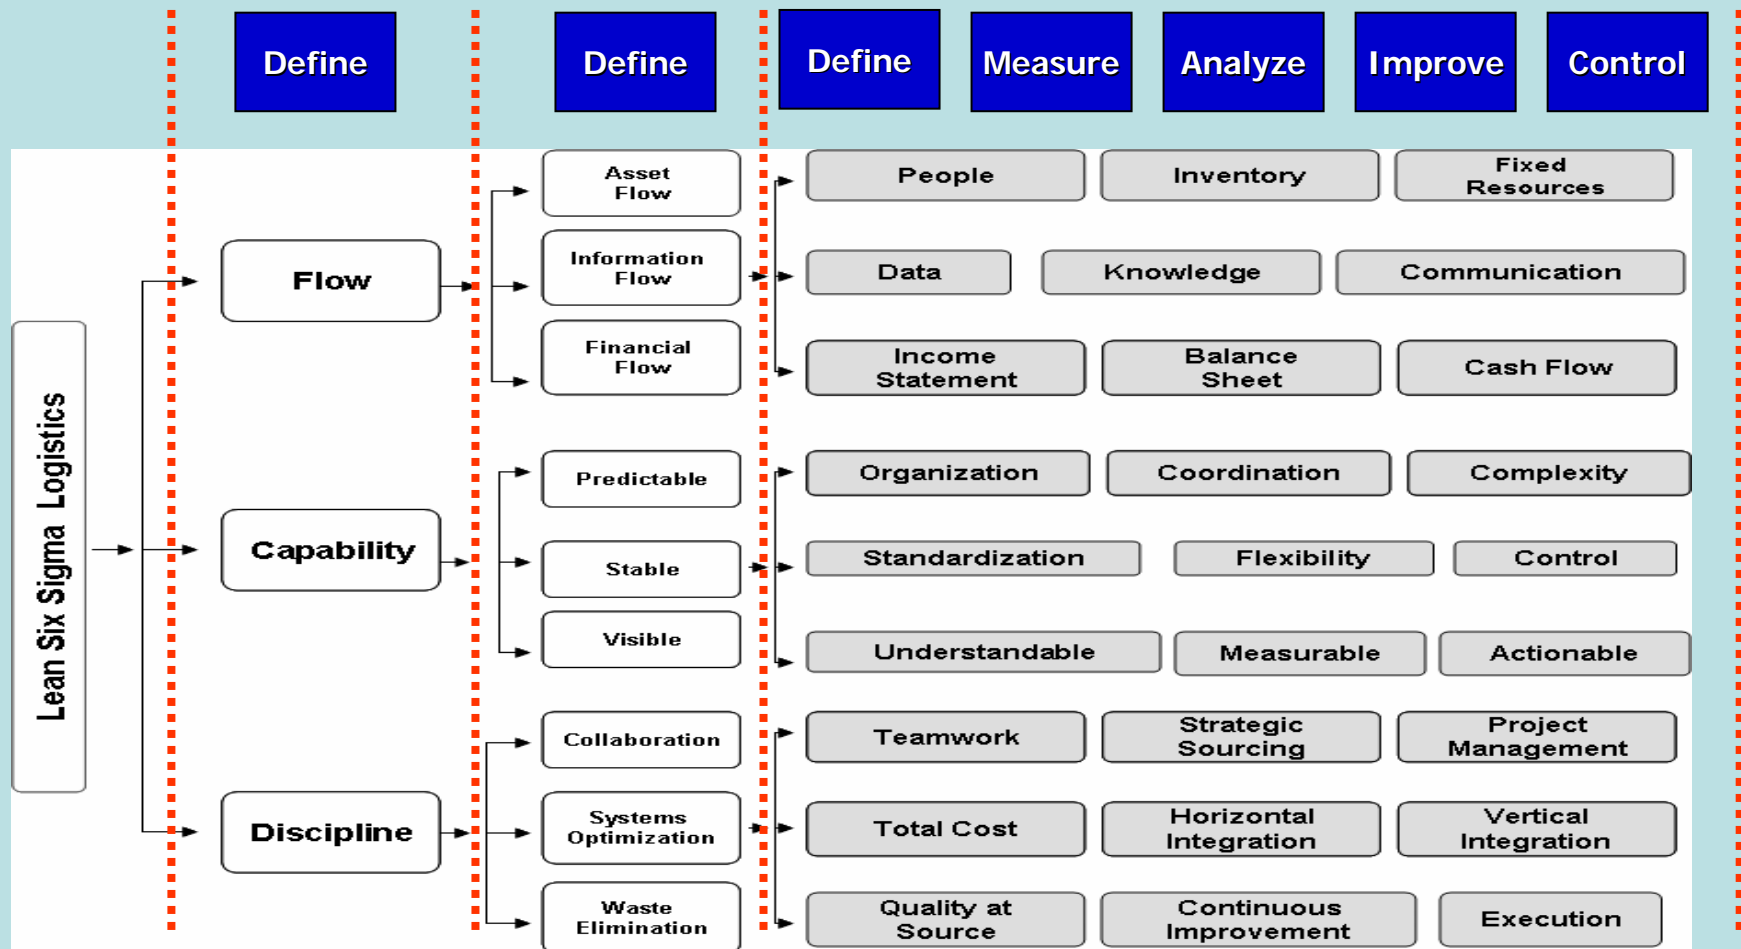 Define
Define
Define
Measure
Analyze
Improve
Control
Lean Six Sigma Logistics
Flow
Asset
Flow
Information
Flow
Financial
Flow
People
Inventory
Fixed
Resources
Data
Knowledge
Communication
Income
Statement
Balance
Sheet
Cash Flow
Capability
Predictable
Stable
Visible
Organization
Coordination
Complexity
Standardization
Flexibility
Control
Understandable
Measurable
Actionable
Discipline
Collaboration
Systems
Optimization
Waste
Elimination
Teamwork
Strategic
Sourcing
Project
Management
Total Cost
Horizontal
Integration
Vertical
Integration
Quality at
Source
Continuous
Improvement
Execution